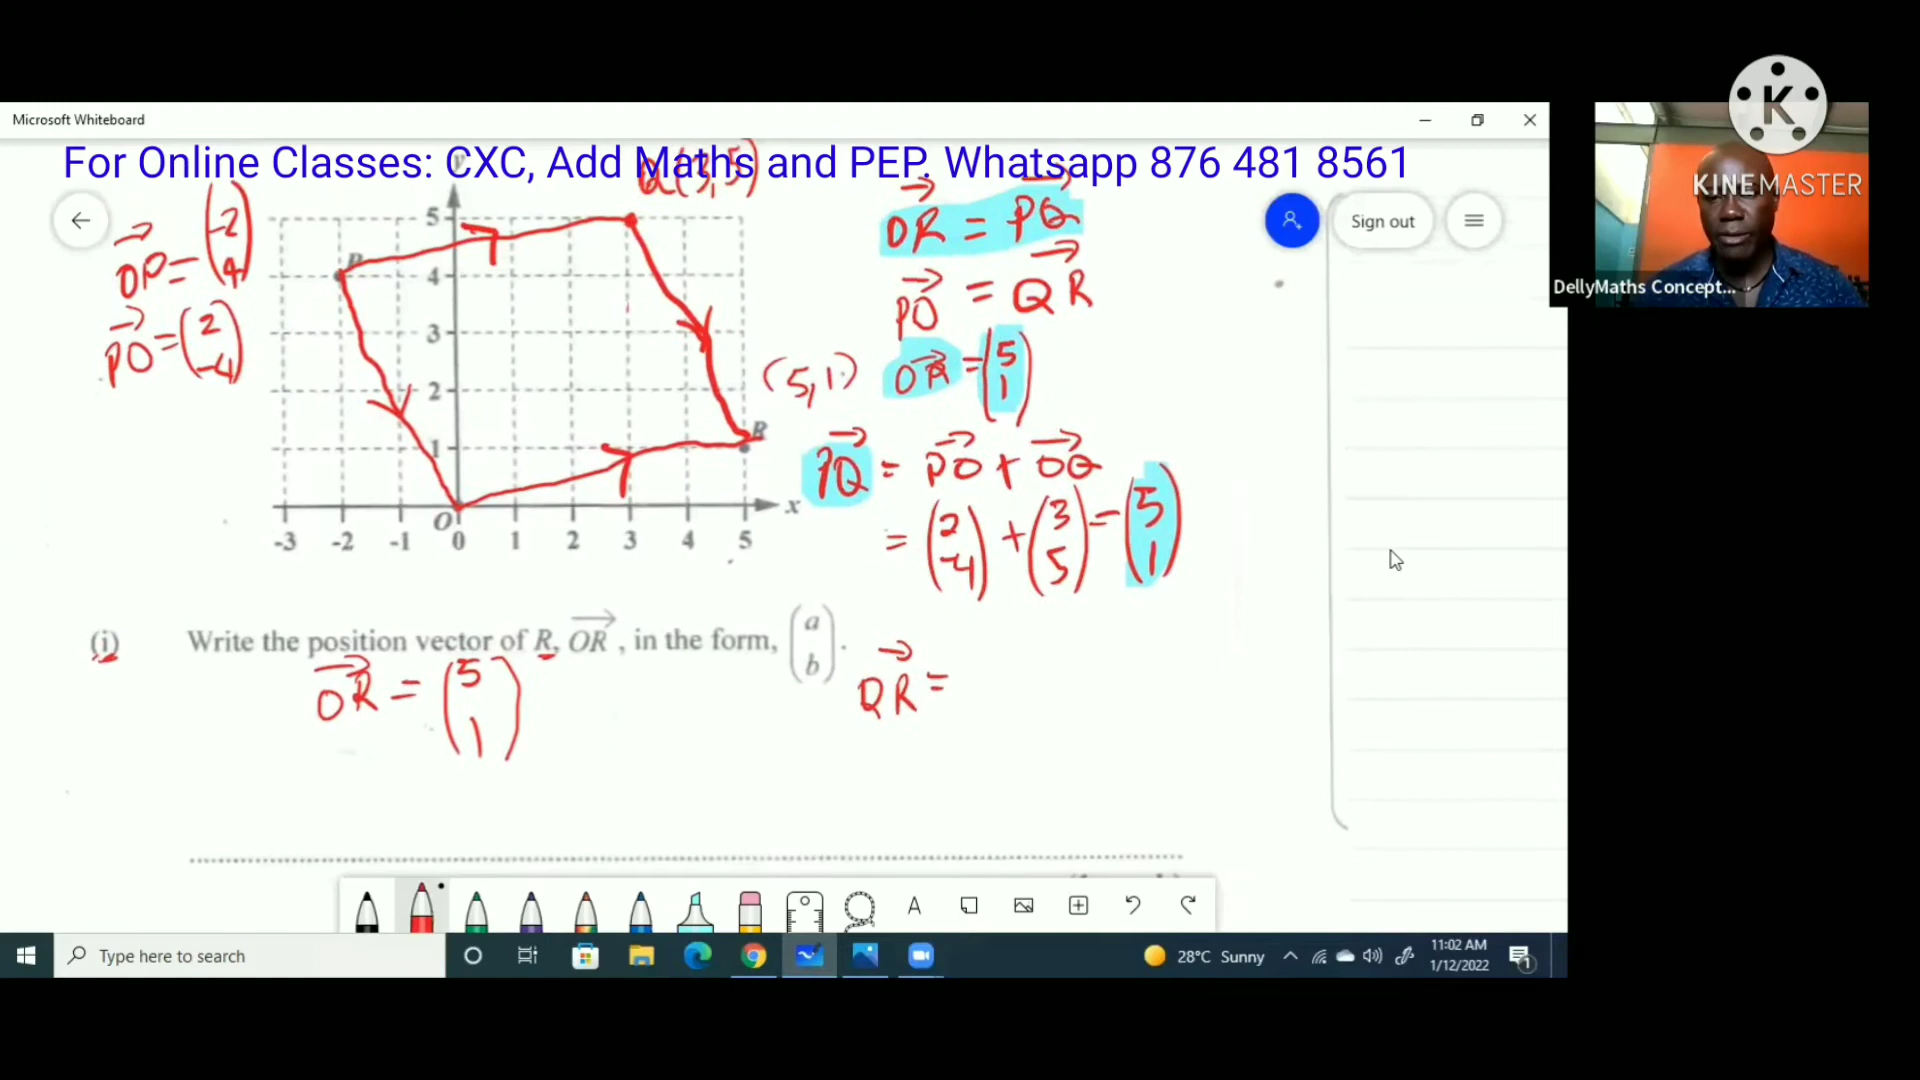 Microsoft Whiteboard
For Online Classes: CXC, Add Maths and PEP. Whatsapp 876 481 8561
KINEMASTER
K
DellyMaths Concept...
Sign out
Q(3,5)
OP = (-2 4)
PO = (2 -4)
y
P
5
4
3
2
1
R
(5,1)
O
x
-3 -2 -1 0 1 2 3 4 5
OR = PQ
PO = QR
OR = (5 1)
PQ = PO + OQ
= (2 -4) + (3 5) = (5 1)
(i) Write the position vector of R, OR, in the form, (a b).
OR = (5 1)
QR =
A
Type here to search
28°C Sunny
11:02 AM
1/12/2022
1